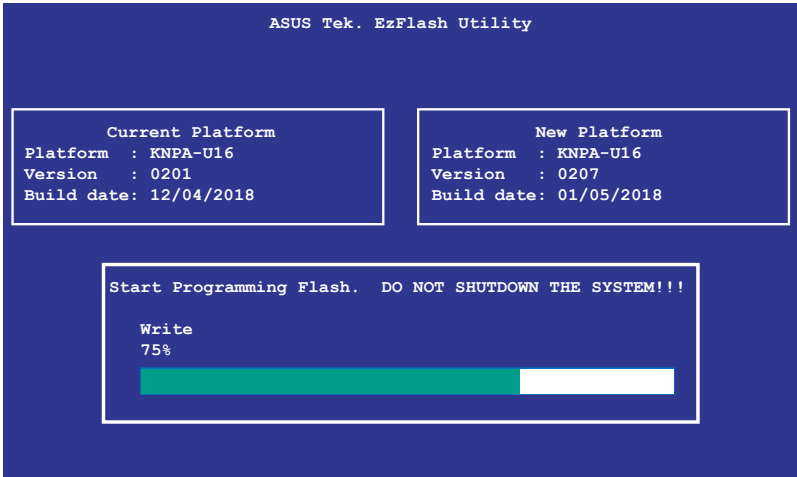 ASUS Tek. EzFlash Utility
Current Platform
Platform : KNPA-U16
Version : 0201
Build date: 12/04/2018
New Platform
Platform : KNPA-U16
Version : 0207
Build date: 01/05/2018
Start Programming Flash. DO NOT SHUTDOWN THE SYSTEM!!!
Write
75%